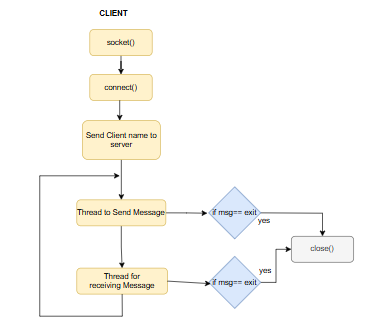 CLIENT
socket()
connect()
Send Client name to
server
Thread to Send Message
if msg== exit
yes
close()
Thread for
receiving Message
if msg== exit
yes